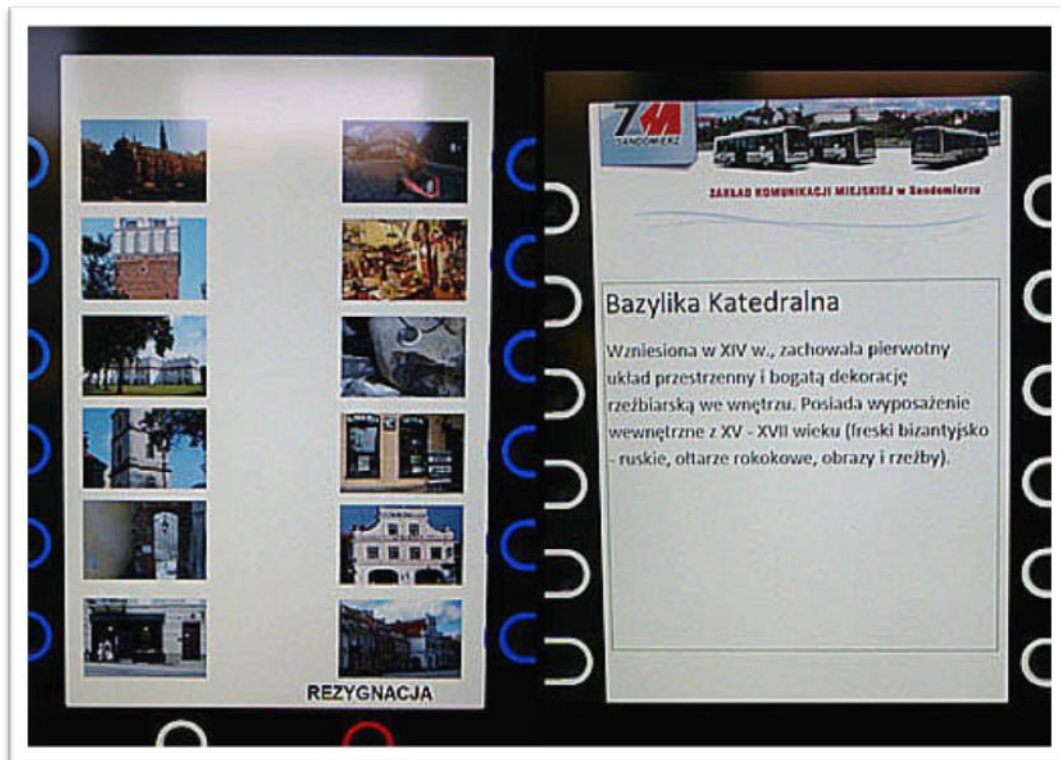 REZYGNACJA
ZM
SANDOMIERZ
ZAKŁAD KOMUNIKACJI MIEJSKIEJ w Sandomierzu
Bazylika Katedralna
Wzniesiona w XIV w., zachowała pierwotny
układ przestrzenny i bogatą dekorację
rzeźbiarską we wnętrzu. Posiada wyposażenie
wewnętrzne z XV - XVII wieku (freski bizantyjsko
- ruskie, ołtarze rokokowe, obrazy i rzeźby).